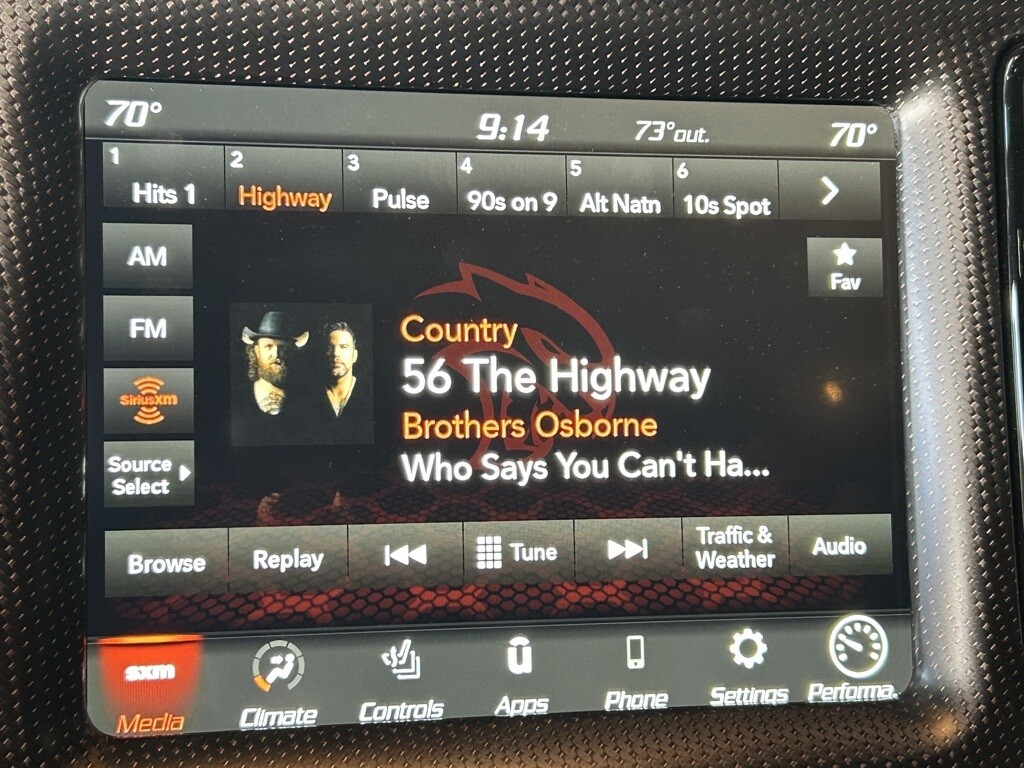 70°
9:14
73°out.
70°
1 Hits 1
2 Highway
3 Pulse
4 90s on 9
5 Alt Natn
6 10s Spot
AM
FM
SiriusXM
Source
Select
Fav
Country
56 The Highway
Brothers Osborne
Who Says You Can't Ha...
Browse
Replay
Tune
Traffic &
Weather
Audio
sxm
Media
Climate
Controls
ū
Apps
Phone
Settings
Performa.